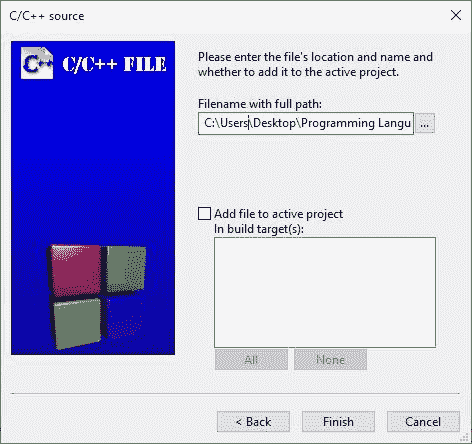 C/C++ source
C++ C/C++ FILE
Please enter the file's location and name and
whether to add it to the active project.
Filename with full path:
C:\Users\Desktop\Programming Langu
...
Add file to active project
In build target(s):
All
None
< Back
Finish
Cancel